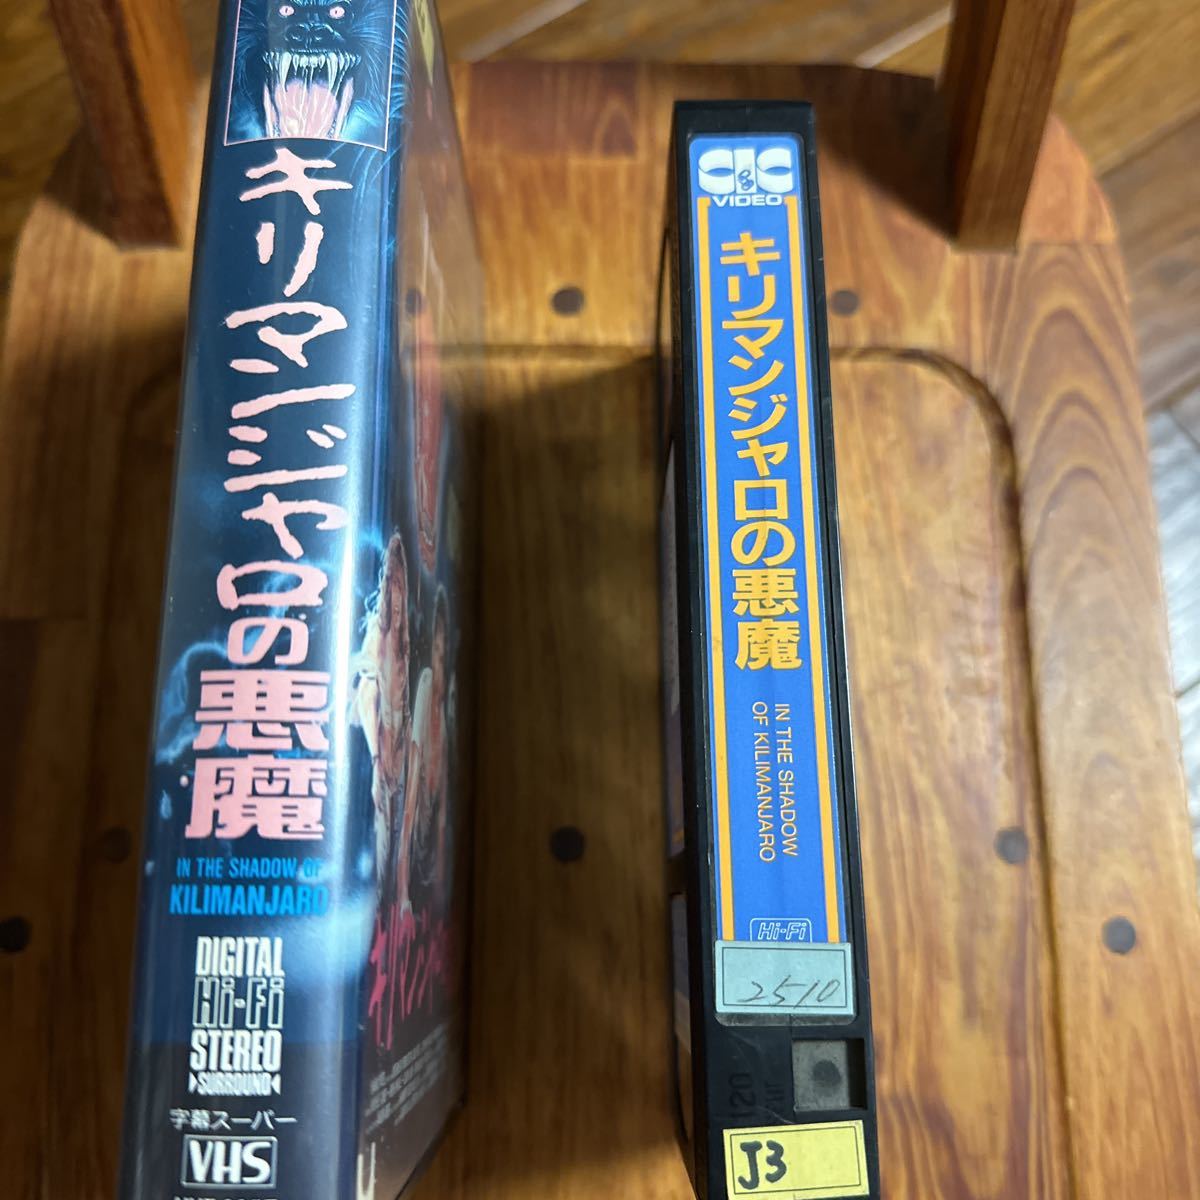 キリマンジャロの悪魔
IN THE SHADOW OF
KILIMANJARO
DIGITAL
Hi-Fi
STEREO
SURROUND
字幕スーパー
VHS
CIC
VIDEO
キリマンジャロの悪魔
IN THE SHADOW
OF KILIMANJARO
Hi-Fi
2510
120
J3